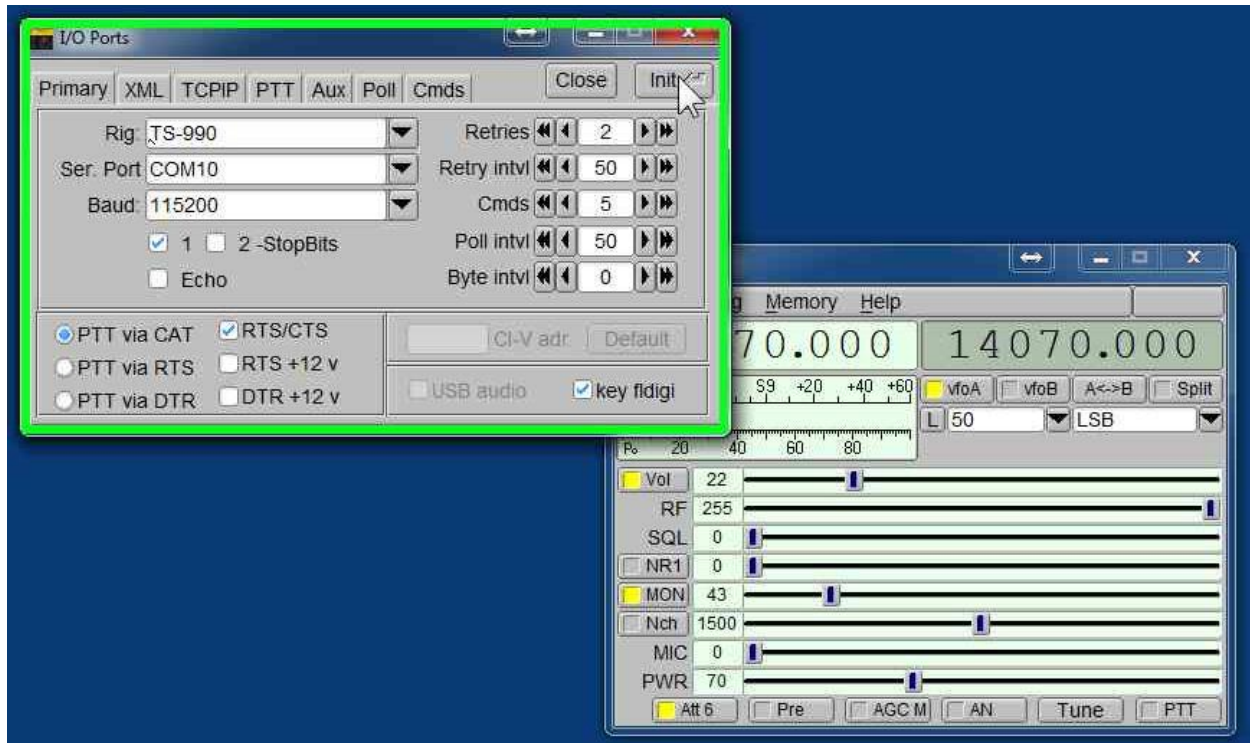 I/O Ports
Primary XML TCPIP PTT Aux Poll Cmds Close Init
Rig: TS-990 Retries 2
Ser. Port COM10 Retry intvl 50
Baud: 115200 Cmds 5
1 2 -StopBits Poll intvl 50
Echo Byte intvl 0
PTT via CAT RTS/CTS CI-V adr. Default
PTT via RTS RTS +12 v
PTT via DTR DTR +12 v USB audio key fldigi
Memory Help
70.000 14070.000
S9 +20 +40 +60 vfoA vfoB A<->B Split
L 50 LSB
Po 20 40 60 80
Vol 22
RF 255
SQL 0
NR1 0
MON 43
Nch 1500
MIC 0
PWR 70
Att 6 Pre AGC M AN Tune PTT